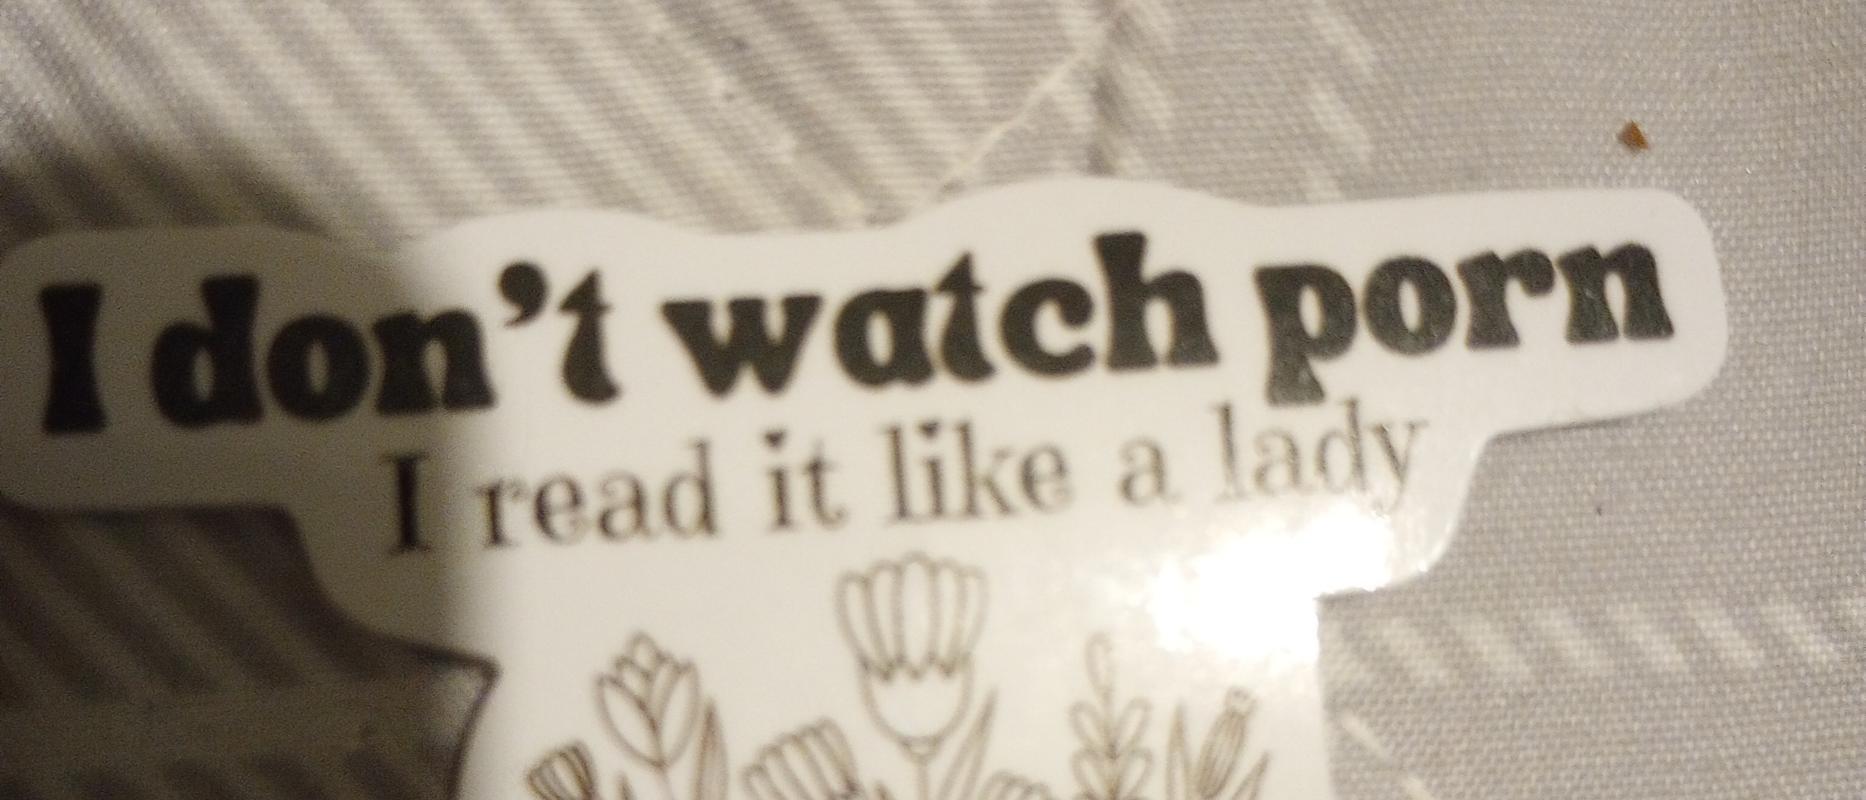 I don't watch porn
I read it like a lady